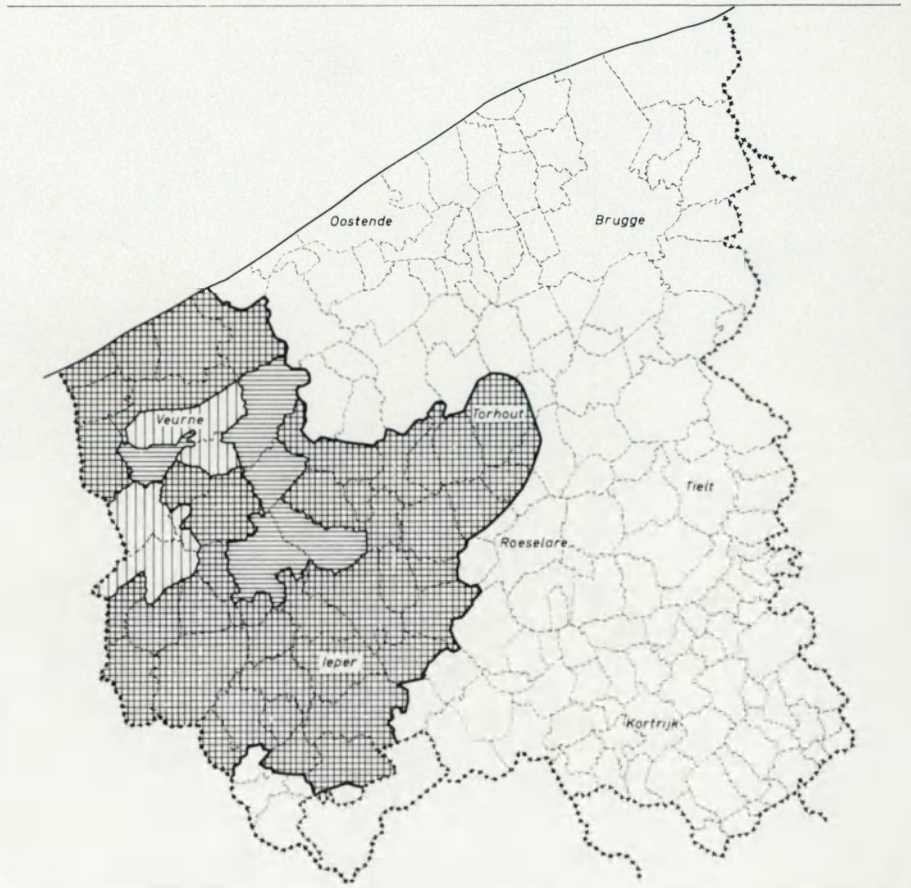 Oostende
Brugge
Veurne
Torhout
Tielt
Roeselare
Ieper
Kortrijk